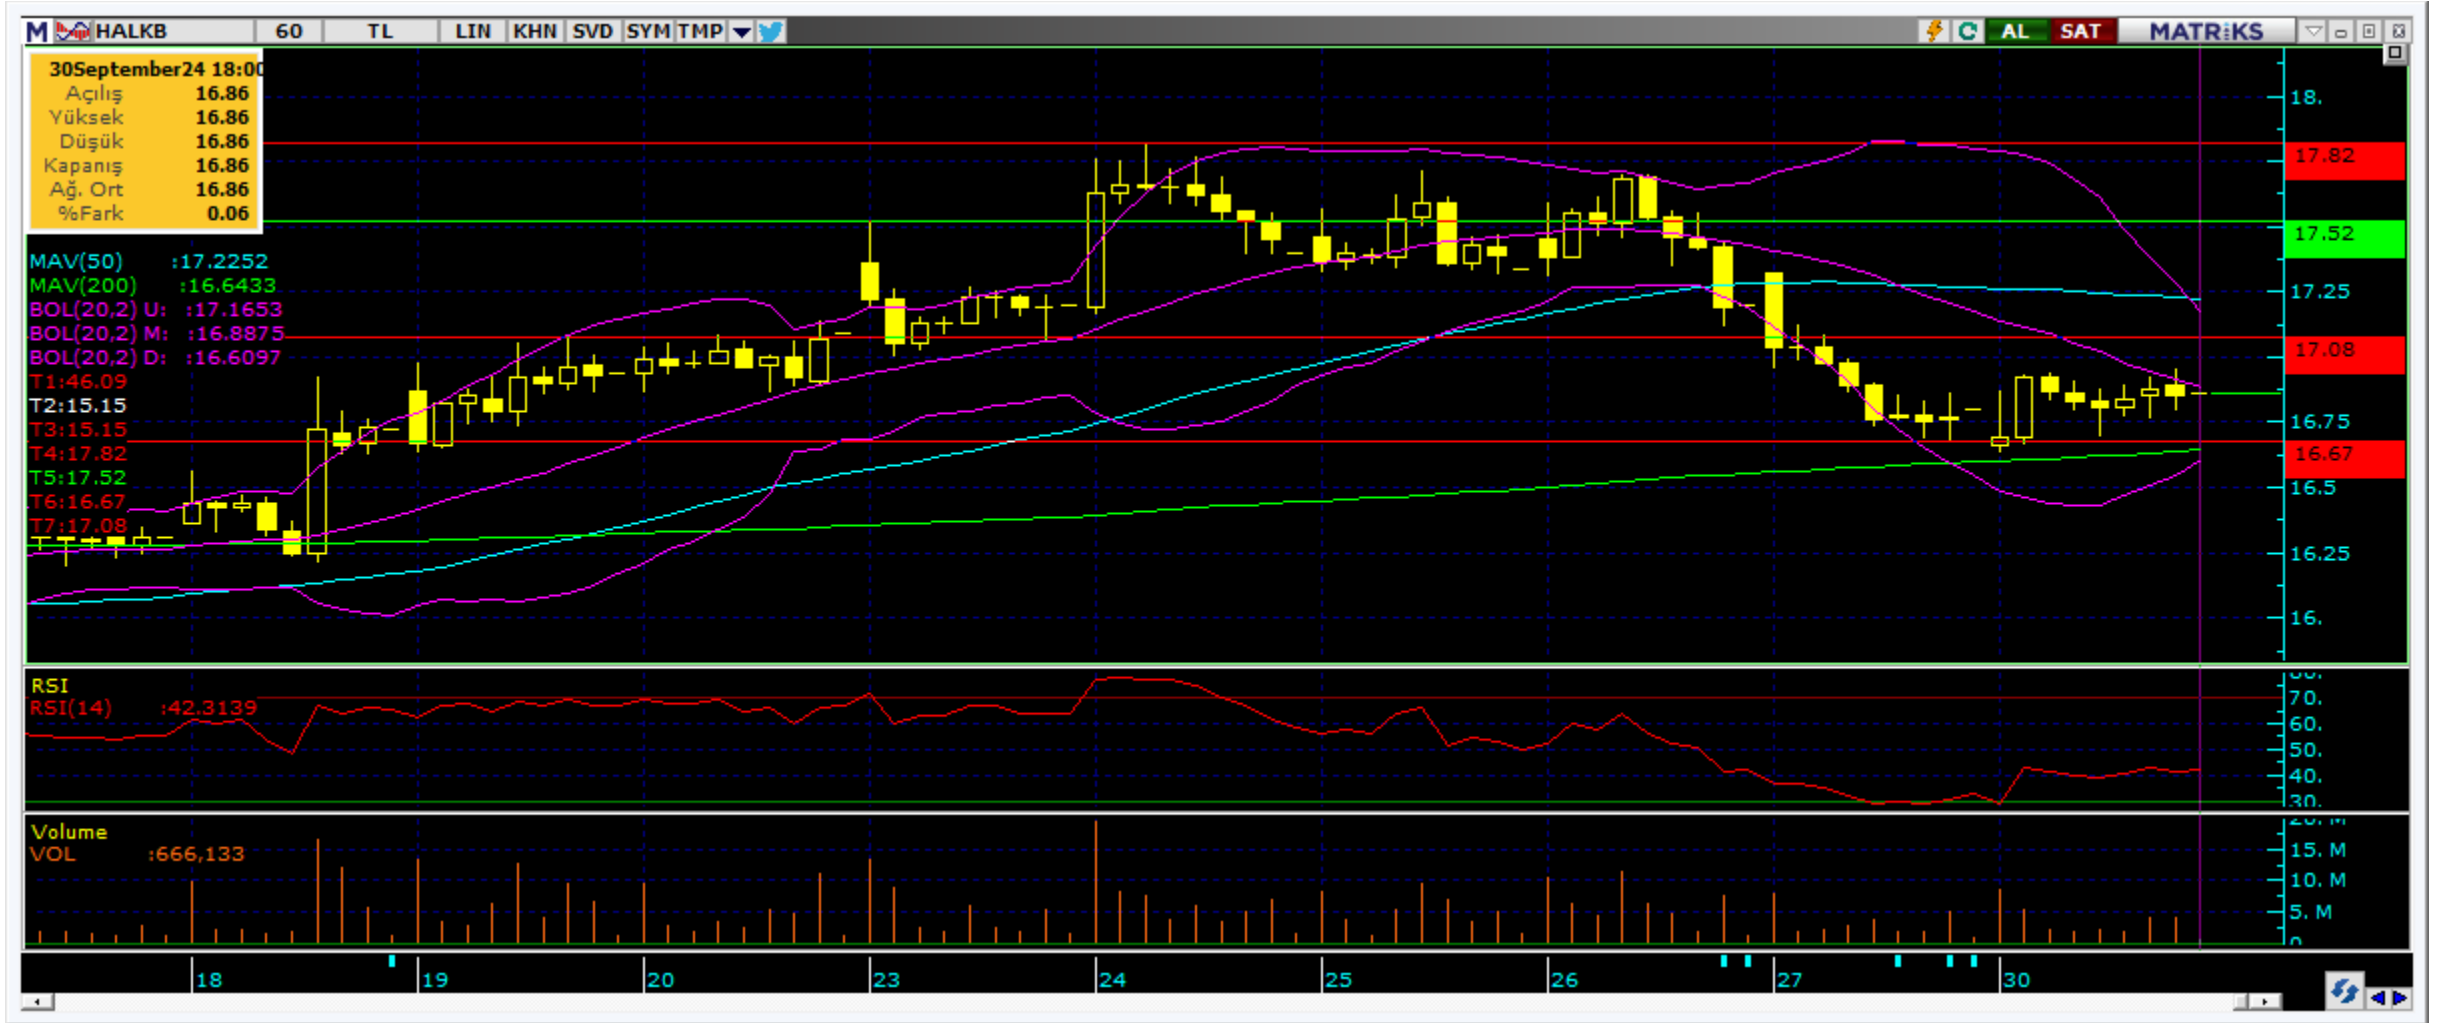 M HALKB 60 TL LIN KHN SVD SYM TMP AL SAT MATRiKS
30September24 18:00
Açılış 16.86
Yüksek 16.86
Düşük 16.86
Kapanış 16.86
Ağ. Ort 16.86
%Fark 0.06
MAV(50) :17.2252
MAV(200) :16.6433
BOL(20,2) U: :17.1653
BOL(20,2) M: :16.8875
BOL(20,2) D: :16.6097
T1:46.09
T2:15.15
T3:15.15
T4:17.82
T5:17.52
T6:16.67
T7:17.08
18.
17.82
17.52
17.25
17.08
16.75
16.67
16.5
16.25
16.
RSI
RSI(14) :42.3139
70.
60.
50.
40.
30.
Volume
VOL :666,133
15. M
10. M
5. M
0
18 19 20 23 24 25 26 27 30